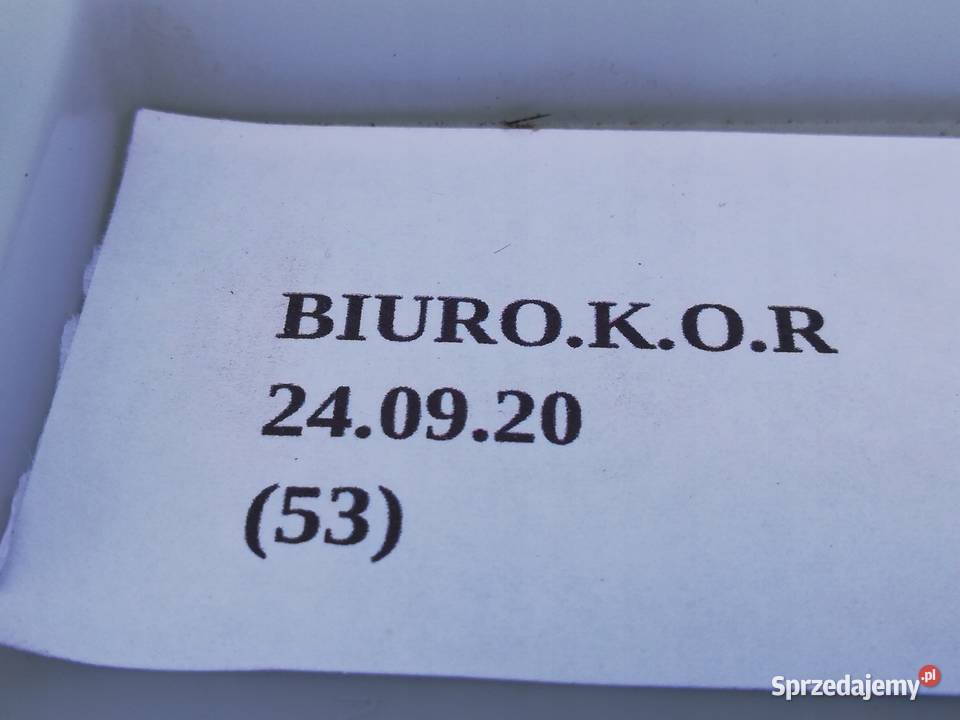 BIURO.K.O.R
24.09.20
(53)
Sprzedajemy.pl